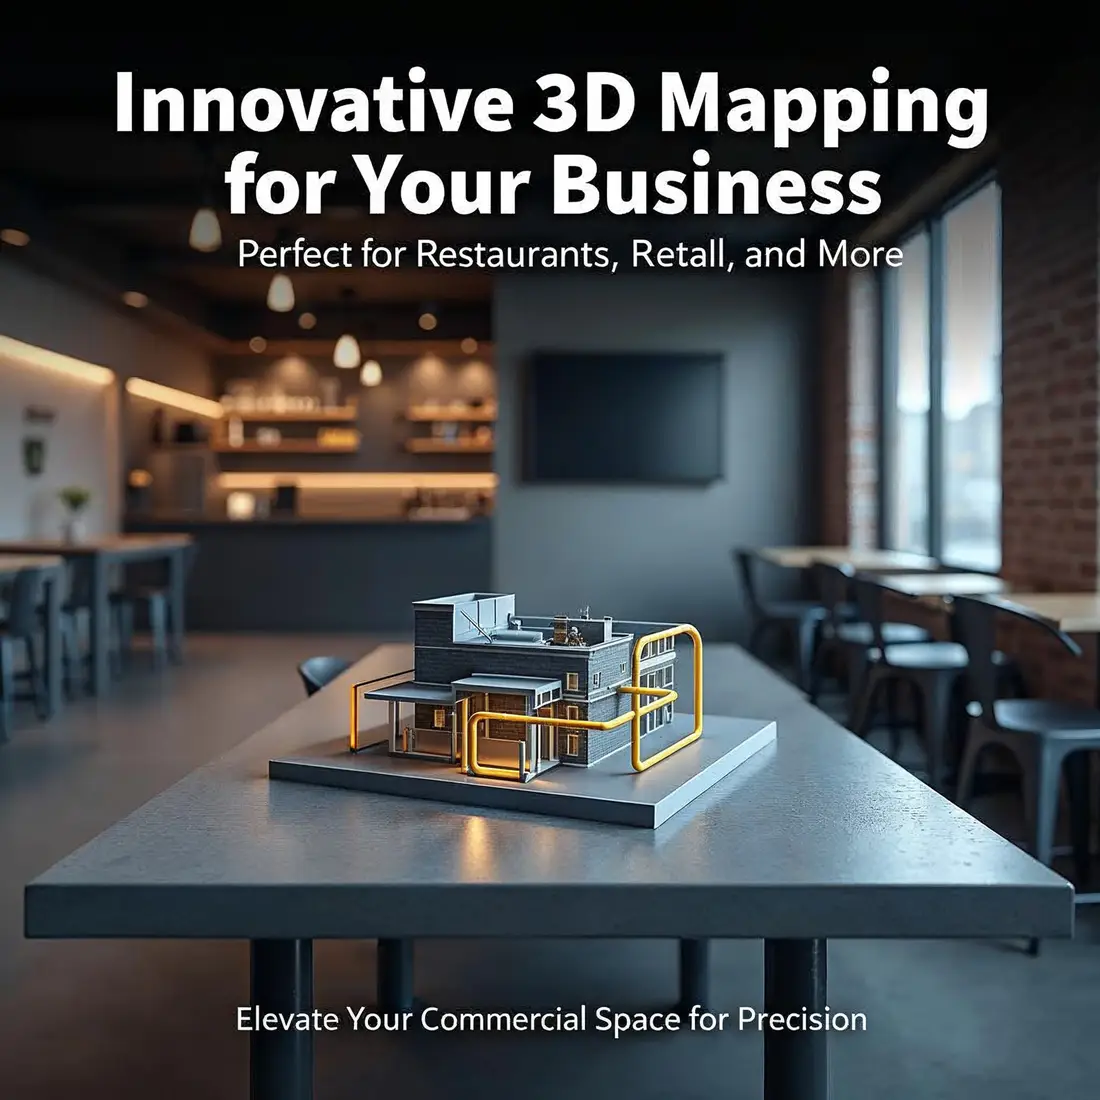 Innovative 3D Mapping
for Your Business
Perfect for Restaurants, Retall, and More
Elevate Your Commercial Space for Precision